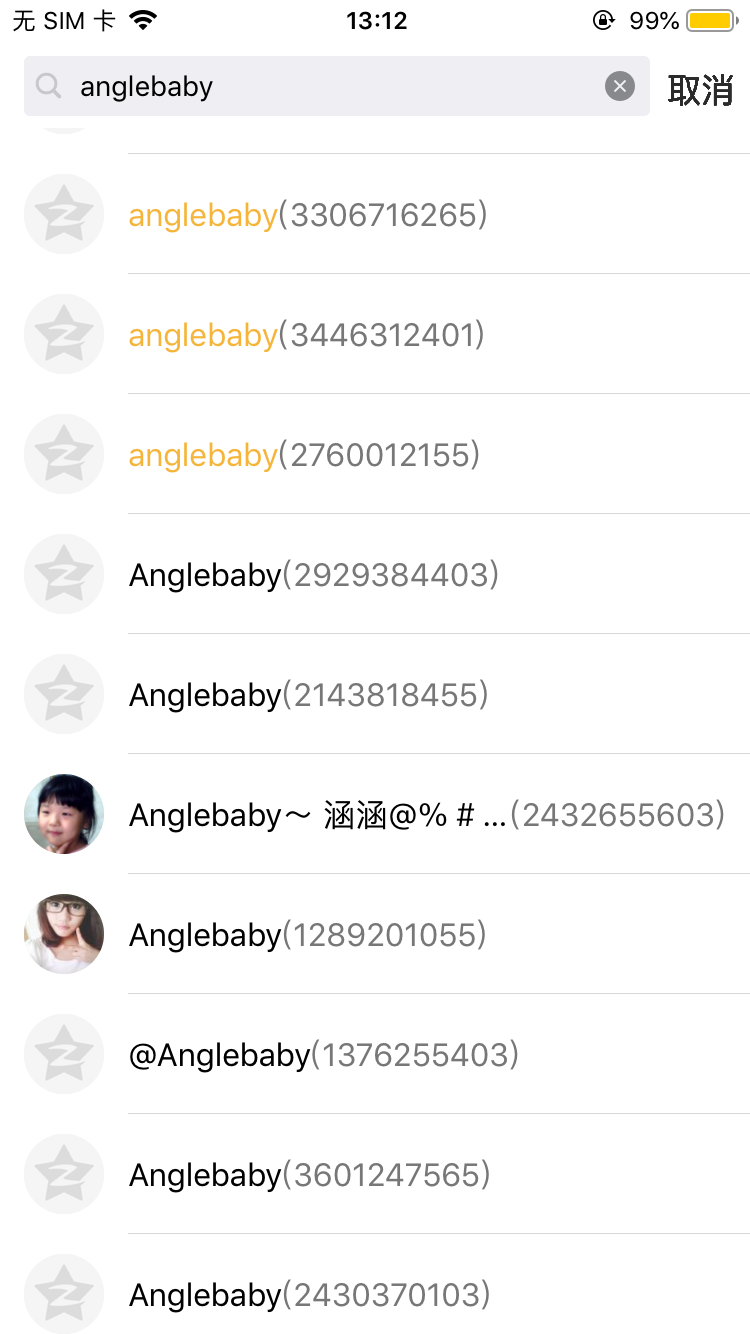 无 SIM 卡 13:12 99%
anglebaby 取消
anglebaby(3306716265)
anglebaby(3446312401)
anglebaby(2760012155)
Anglebaby(2929384403)
Anglebaby(2143818455)
Anglebaby～ 涵涵@%＃...(2432655603)
Anglebaby(1289201055)
@Anglebaby(1376255403)
Anglebaby(3601247565)
Anglebaby(2430370103)